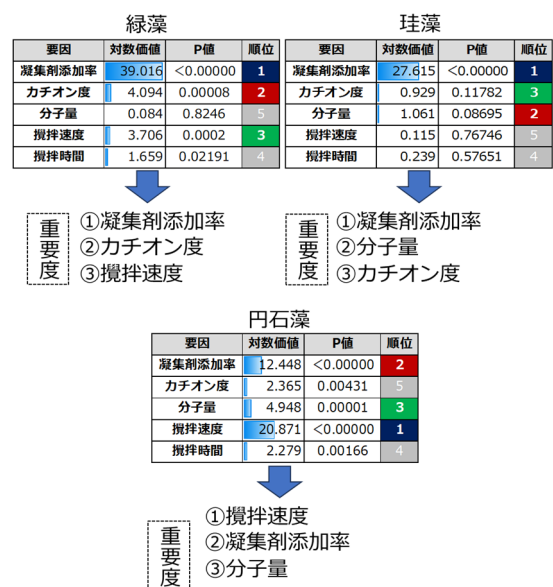 緑藻
要因 対数価値 P値 順位
凝集剤添加率 39.016 <0.00000 1
カチオン度 4.094 0.00008 2
分子量 0.084 0.8246 5
攪拌速度 3.706 0.0002 3
攪拌時間 1.659 0.02191 4
重要度
①凝集剤添加率
②カチオン度
③攪拌速度
珪藻
要因 対数価値 P値 順位
凝集剤添加率 27.615 <0.00000 1
カチオン度 0.929 0.11782 3
分子量 1.061 0.08695 2
攪拌速度 0.115 0.76746 5
攪拌時間 0.239 0.57651 4
重要度
①凝集剤添加率
②分子量
③カチオン度
円石藻
要因 対数価値 P値 順位
凝集剤添加率 12.448 <0.00000 2
カチオン度 2.365 0.00431 5
分子量 4.948 0.00001 3
攪拌速度 20.871 <0.00000 1
攪拌時間 2.279 0.00166 4
重要度
①攪拌速度
②凝集剤添加率
③分子量